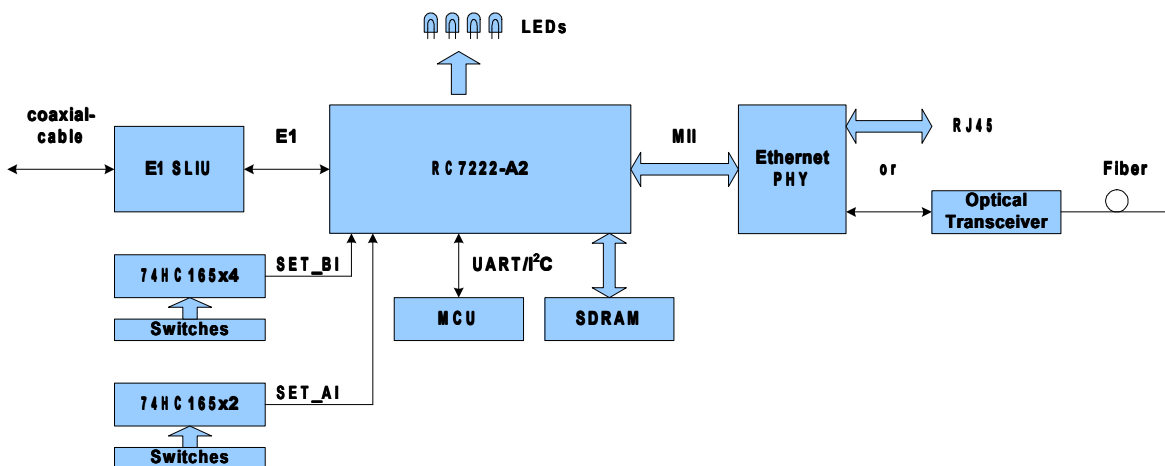 LEDs
coaxial-
cable
E1 SLIU
E1
RC7222-A2
MII
Ethernet
PHY
RJ45
or
Fiber
Optical
Transceiver
74HC165x4
SET_BI
Switches
UART/I²C
MCU
SDRAM
74HC165x2
SET_AI
Switches